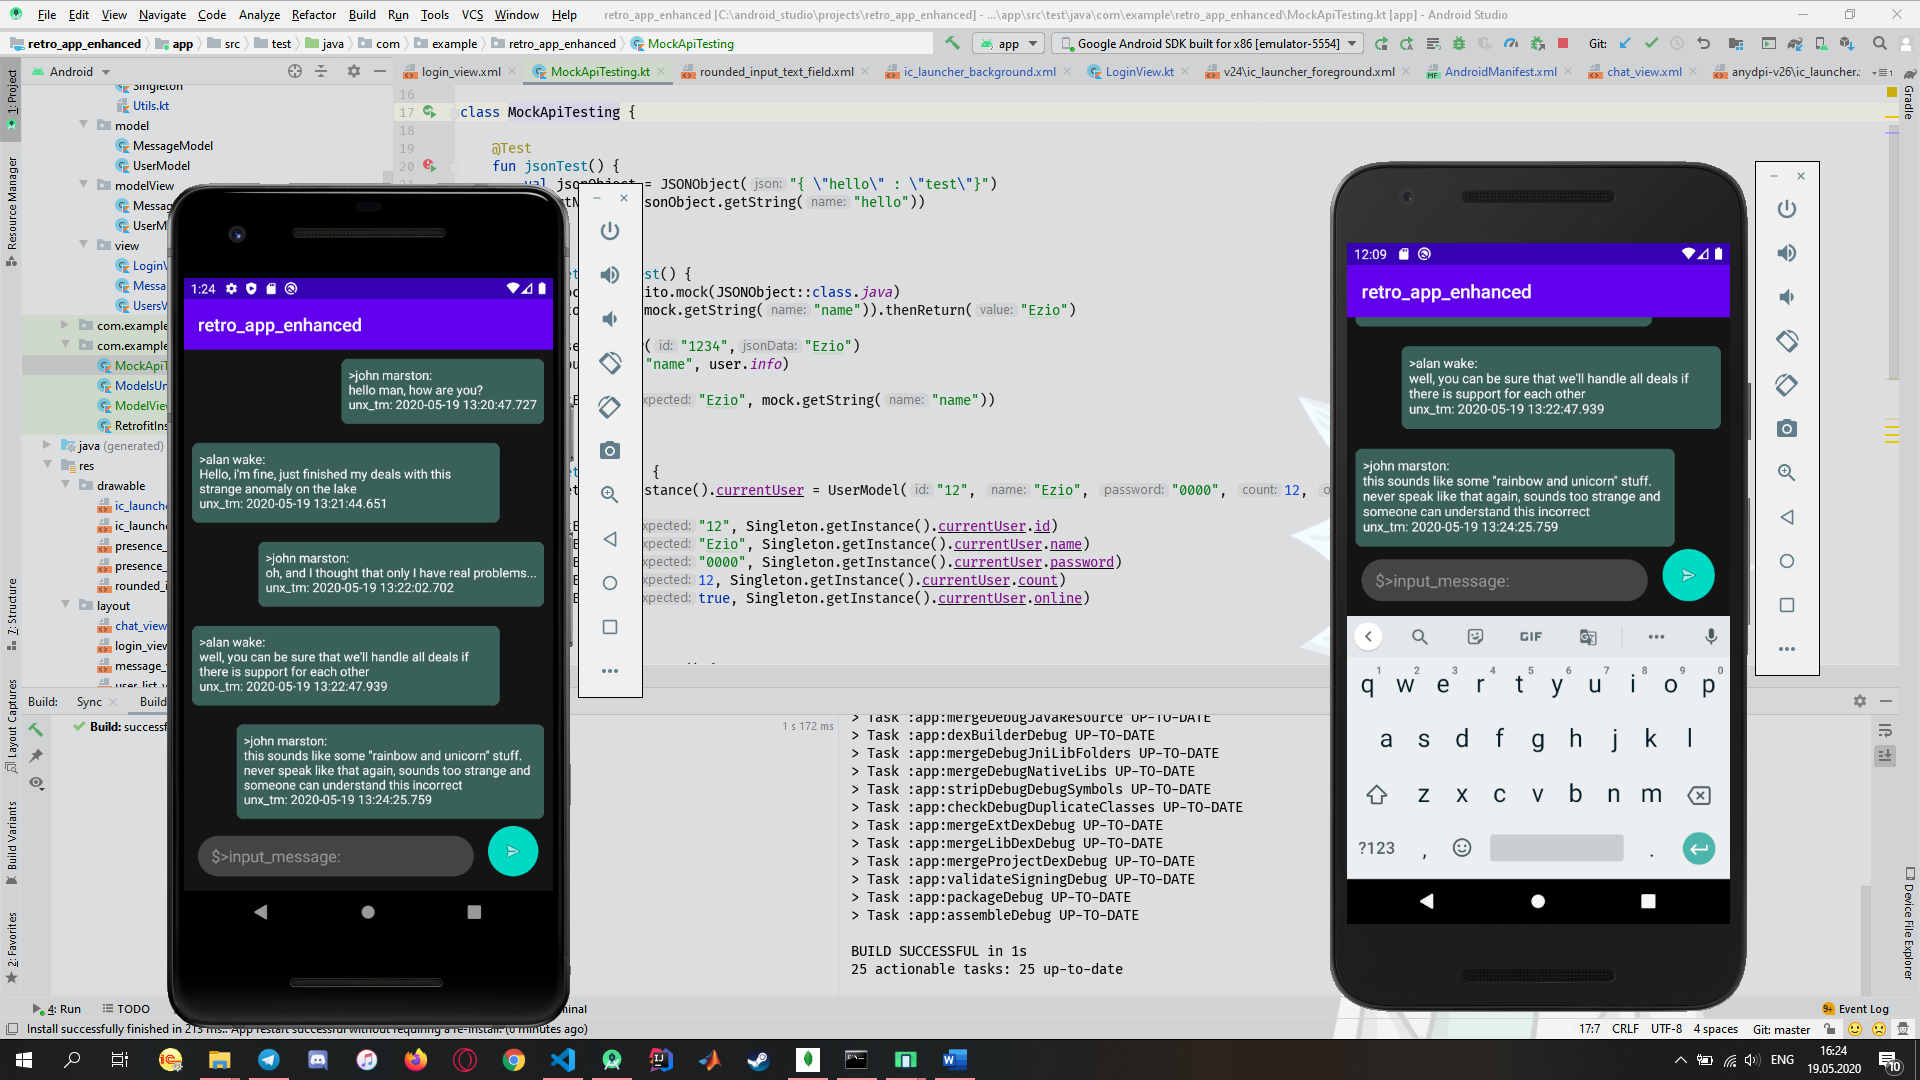 File Edit View Navigate Code Analyze Refactor Build Run Tools VCS Window Help retro_app_enhanced [C:\android_studio\projects\retro_app_enhanced] - ...\app\src\test\java\com\example\retro_app_enhanced\MockApiTesting.kt [app] - Android Studio
retro_app_enhanced app src test java com example retro_app_enhanced MockApiTesting app Google Android SDK built for x86 [emulator-5554] Git:
Android login_view.xml MockApiTesting.kt rounded_input_text_field.xml ic_launcher_background.xml LoginView.kt v24\ic_launcher_foreground.xml AndroidManifest.xml chat_view.xml anydpi-v26\ic_launcher.
1: Project
Resource Manager
7: Structure
Layout Captures
Build Variants
2: Favorites
Gradle
Device File Explorer
Singleton
Utils.kt
model
MessageModel
UserModel
modelView
Messag
UserM
view
LoginV
Messa
UsersV
com.example
com.example
MockApiT
ModelsUn
ModelVie
RetrofitIns
java (generated)
res
drawable
ic_launche
ic_launche
presence_
presence_
rounded_i
layout
chat_view
login_view
message_
user_list_v
16
17 class MockApiTesting {
18
19 @Test
20 fun jsonTest() {
val jsonObject = JSONObject( json: "{ \"hello\" : \"test\"}")
sonObject.getString( name: "hello"))
st() {
ito.mock(JSONObject::class.java)
mock.getString( name: "name")).thenReturn( value: "Ezio")
( id: "1234", jsonData: "Ezio")
"name", user.info)
xpected: "Ezio", mock.getString( name: "name"))
{
nstance().currentUser = UserModel( id: "12", name: "Ezio", password: "0000", count: 12, o
xpected: "12", Singleton.getInstance().currentUser.id)
xpected: "Ezio", Singleton.getInstance().currentUser.name)
xpected: "0000", Singleton.getInstance().currentUser.password)
xpected: 12, Singleton.getInstance().currentUser.count)
xpected: true, Singleton.getInstance().currentUser.online)
1:24
retro_app_enhanced
>john marston:
hello man, how are you?
unx_tm: 2020-05-19 13:20:47.727
>alan wake:
Hello, i'm fine, just finished my deals with this
strange anomaly on the lake
unx_tm: 2020-05-19 13:21:44.651
>john marston:
oh, and I thought that only I have real problems...
unx_tm: 2020-05-19 13:22:02.702
>alan wake:
well, you can be sure that we'll handle all deals if
there is support for each other
unx_tm: 2020-05-19 13:22:47.939
>john marston:
this sounds like some "rainbow and unicorn" stuff.
never speak like that again, sounds too strange and
someone can understand this incorrect
unx_tm: 2020-05-19 13:24:25.759
$>input_message:
12:09
retro_app_enhanced
>alan wake:
well, you can be sure that we'll handle all deals if
there is support for each other
unx_tm: 2020-05-19 13:22:47.939
>john marston:
this sounds like some "rainbow and unicorn" stuff.
never speak like that again, sounds too strange and
someone can understand this incorrect
unx_tm: 2020-05-19 13:24:25.759
$>input_message:
GIF
1 2 3 4 5 6 7 8 9 0
q w e r t y u i o p
a s d f g h j k l
z x c v b n m
?123 , .
Build: Sync Build
Build: successf
1 s 172 ms
> Task :app:mergeDebugJavaResource UP-TO-DATE
> Task :app:dexBuilderDebug UP-TO-DATE
> Task :app:mergeDebugJniLibFolders UP-TO-DATE
> Task :app:mergeDebugNativeLibs UP-TO-DATE
> Task :app:stripDebugDebugSymbols UP-TO-DATE
> Task :app:checkDebugDuplicateClasses UP-TO-DATE
> Task :app:mergeExtDexDebug UP-TO-DATE
> Task :app:mergeLibDexDebug UP-TO-DATE
> Task :app:mergeProjectDexDebug UP-TO-DATE
> Task :app:validateSigningDebug UP-TO-DATE
> Task :app:packageDebug UP-TO-DATE
> Task :app:assembleDebug UP-TO-DATE
BUILD SUCCESSFUL in 1s
25 actionable tasks: 25 up-to-date
4: Run TODO minal 9+ Event Log
Install successfully finished in 213 ms.. App restart successful without requiring a re-install. (6 minutes ago) 17:7 CRLF UTF-8 4 spaces Git: master
ENG
16:24
19.05.2020
10